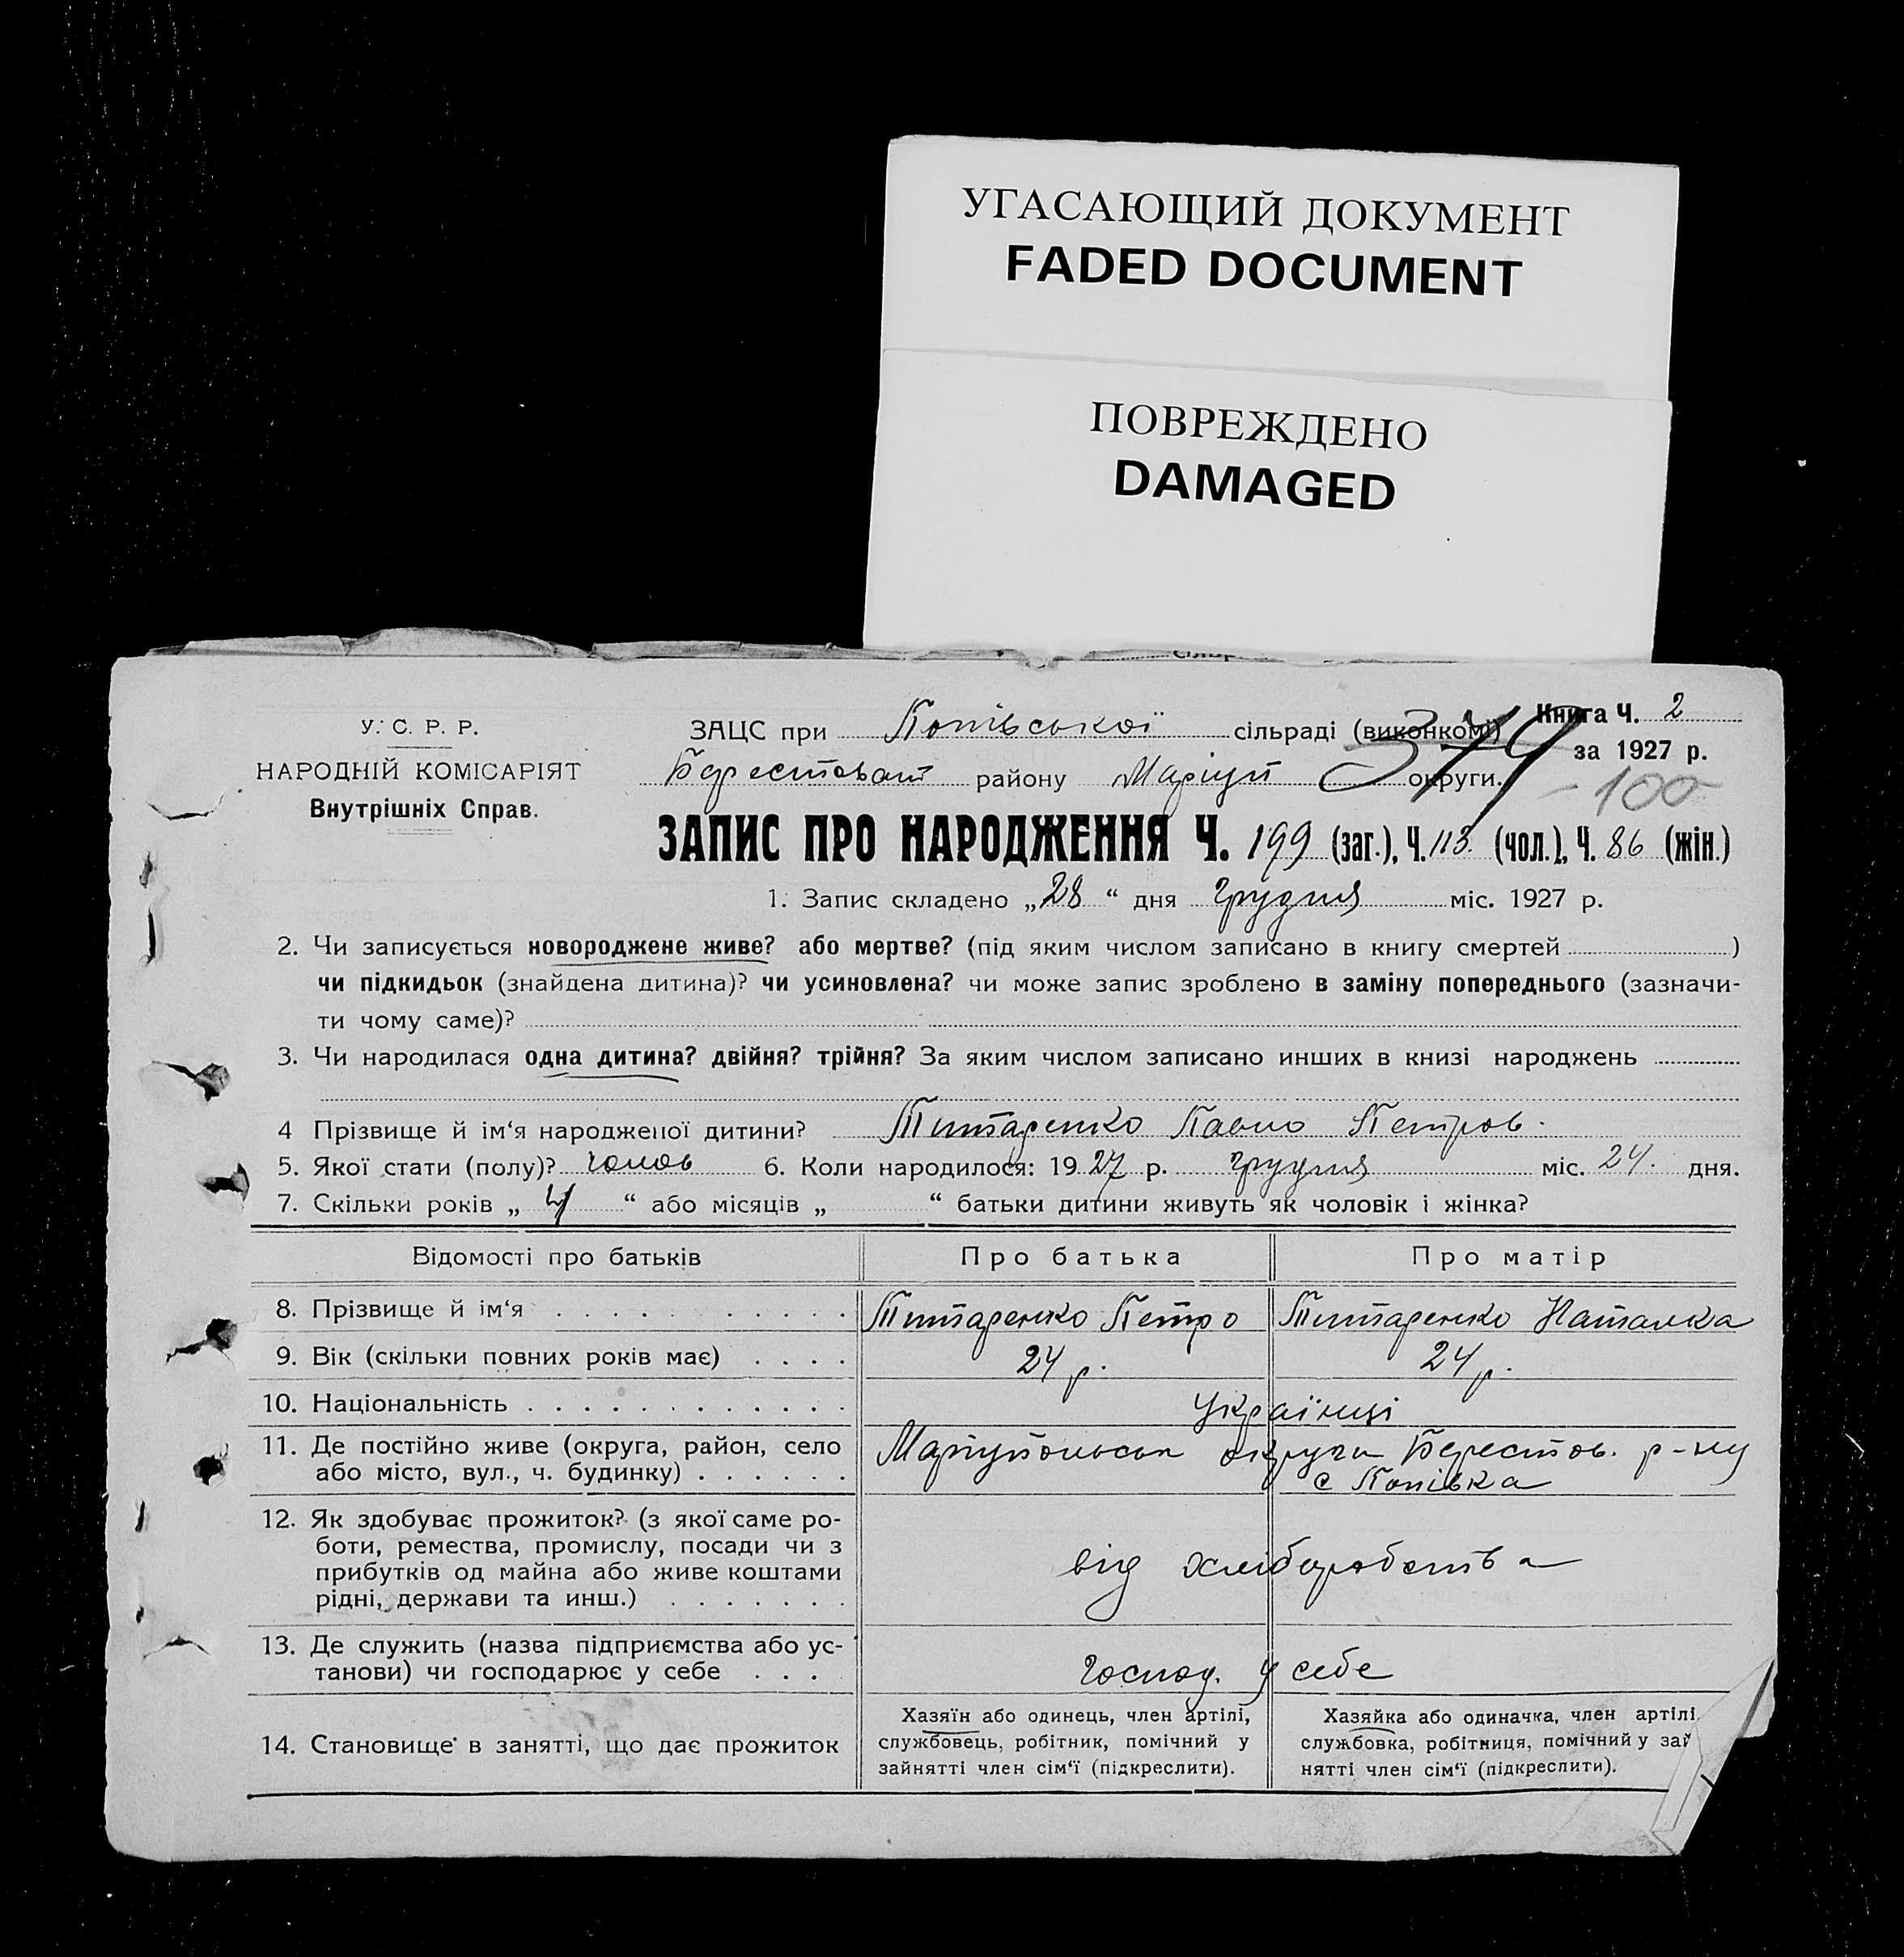 УГАСАЮЩИЙ ДОКУМЕНТ
FADED DOCUMENT
ПОВРЕЖДЕНО
DAMAGED
У. С. Р. Р.
НАРОДНІЙ КОМІСАРІЯТ
Внутрішніх Справ.
ЗАЦС при Попівської сільраді (виконкомі)
Книга Ч. 2
за 1927 р.
Берестоват району Маріуп округи.
379
100
ЗАПИС ПРО НАРОДЖЕННЯ Ч. 199 (заг.), Ч. 113. (чол.), Ч. 86 (жін.)
1. Запис складено „28“ дня грудня міс. 1927 р.
2. Чи записується новороджене живе? або мертве? (під яким числом записано в книгу смертей )
чи підкидьок (знайдена дитина)? чи усиновлена? чи може запис зроблено в заміну попереднього (зазначи-
ти чому саме)?
3. Чи народилася одна дитина? двійня? трійня? За яким числом записано инших в книзі народжень
4 Прізвище й ім‘я народженої дитини? Титаренко Павло Петров.
5. Якої стати (полу)? чолов 6. Коли народилося: 1927 р. грудня міс. 24. дня.
7. Скільки років „4“ або місяців „ “ батьки дитини живуть як чоловік і жінка?
Відомості про батьків Про батька Про матір
8. Прізвище й ім‘я Титаренко Петро Титаренко Наталка
9. Вік (скільки повних років має) 24 р. 24 р.
10. Національність Українці
11. Де постійно живе (округа, район, село Маріупольськ округи Берестов. р-ну
або місто, вул., ч. будинку) с Попівка
12. Як здобуває прожиток? (з якої саме ро-
боти, ремества, промислу, посади чи з
прибутків од майна або живе коштами від хліборобства
рідні, держави та инш.)
13. Де служить (назва підприємства або ус-
танови) чи господарює у себе господ. у себе
14. Становище в занятті, що дає прожиток
Хазяїн або одинець, член артілі,
службовець, робітник, помічний у
зайнятті член сім‘ї (підкреслити).
Хазяйка або одиначка, член артілі
службовка, робітниця, помічний у зай
нятті член сім‘ї (підкреслити).